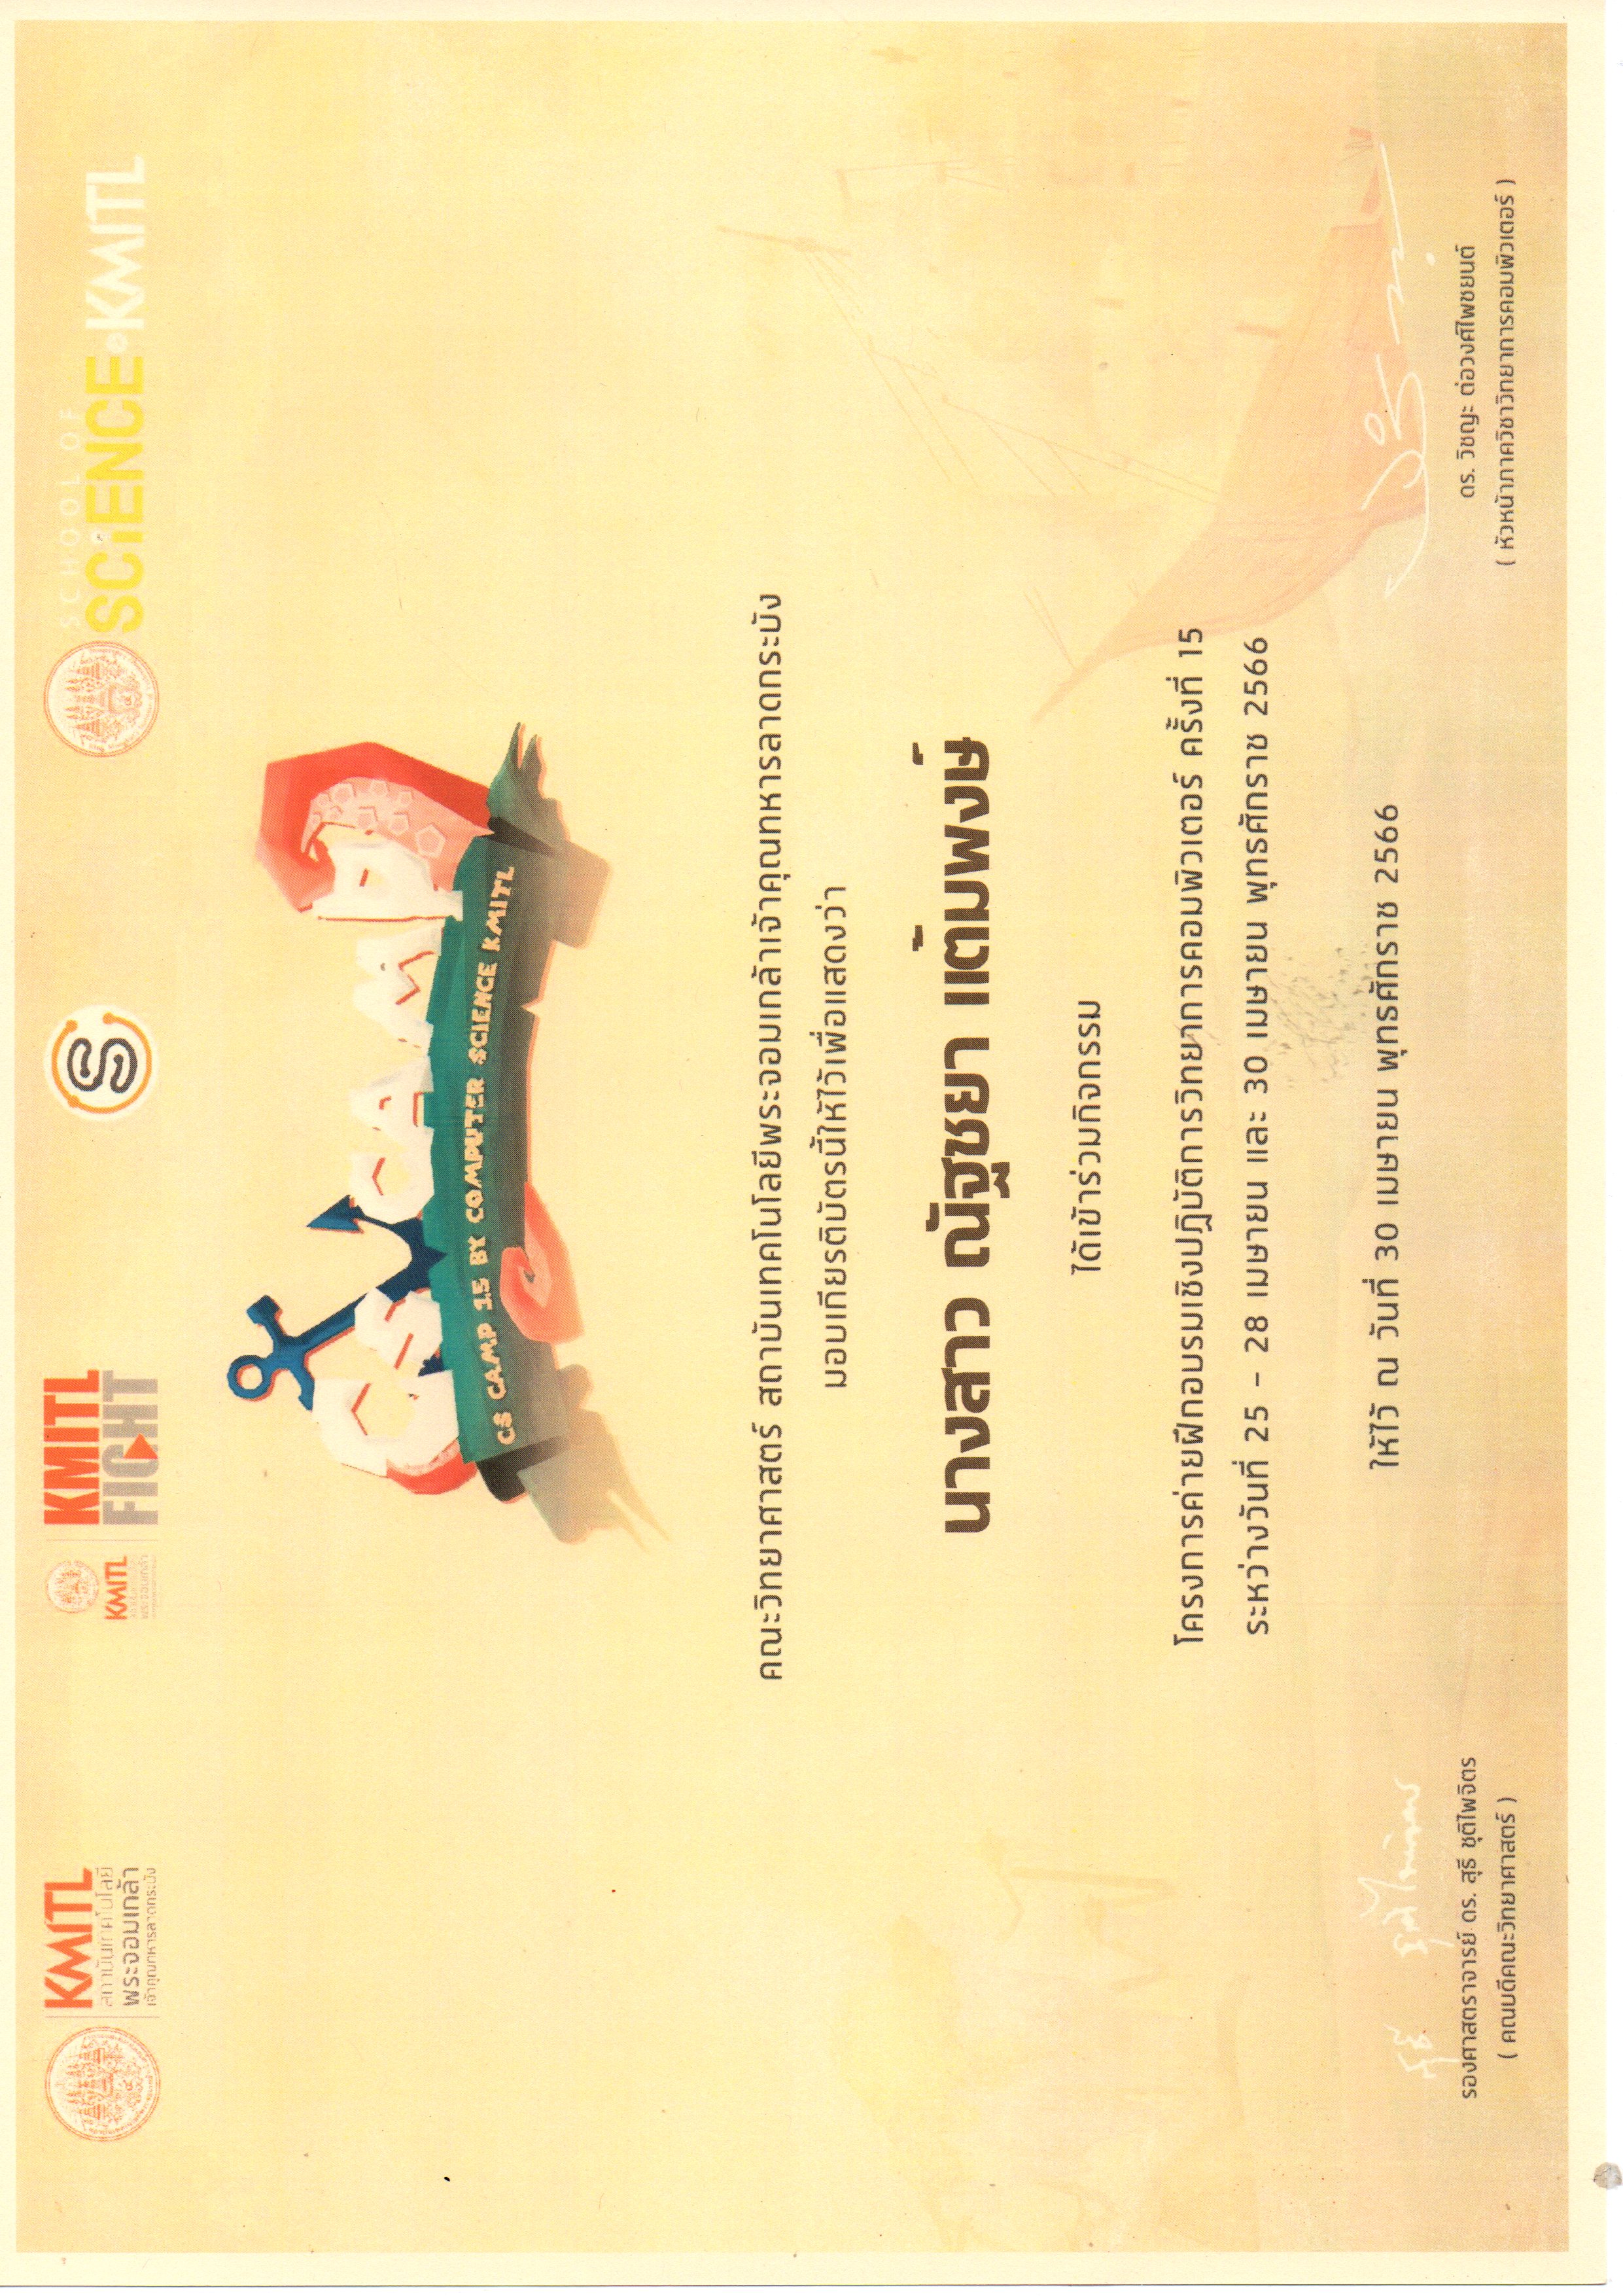 KMITL
สถาบันเทคโนโลยี
พระจอมเกล้า
เจ้าคุณทหารลาดกระบัง
KMITL
พระจอมเกล้า
KMITL
FIGHT
S
SCHOOL OF
SCiENCE KMITL
CS CAMP
CS CAMP 15 BY COMPUTER SCIENCE KMITL
คณะวิทยาศาสตร์ สถาบันเทคโนโลยีพระจอมเกล้าเจ้าคุณทหารลาดกระบัง
มอบเกียรติบัตรนี้ให้ไว้เพื่อแสดงว่า
นางสาว ณัฐชยา แต้มพงษ์
ได้เข้าร่วมกิจกรรม
โครงการค่ายฝึกอบรมเชิงปฏิบัติการวิทยาการคอมพิวเตอร์ ครั้งที่ 15
ระหว่างวันที่ 25 – 28 เมษายน และ 30 เมษายน พุทธศักราช 2566
ให้ไว้ ณ วันที่ 30 เมษายน พุทธศักราช 2566
รองศาสตราจารย์ ดร. สุธี ชุติไพจิตร
( คณบดีคณะวิทยาศาสตร์ )
ดร. วิชญะ ต่อวงศ์ไพชยนต์
( หัวหน้าภาควิชาวิทยาการคอมพิวเตอร์ )